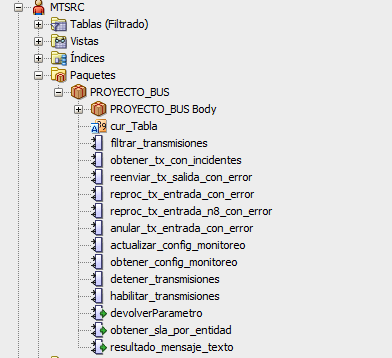 MTSRC
Tablas (Filtrado)
Vistas
Índices
Paquetes
PROYECTO_BUS
PROYECTO_BUS Body
cur_Tabla
filtrar_transmisiones
obtener_tx_con_incidentes
reenviar_tx_salida_con_error
reproc_tx_entrada_con_error
reproc_tx_entrada_n8_con_error
anular_tx_entrada_con_error
actualizar_config_monitoreo
obtener_config_monitoreo
detener_transmisiones
habilitar_transmisiones
devolverParametro
obtener_sla_por_entidad
resultado_mensaje_texto